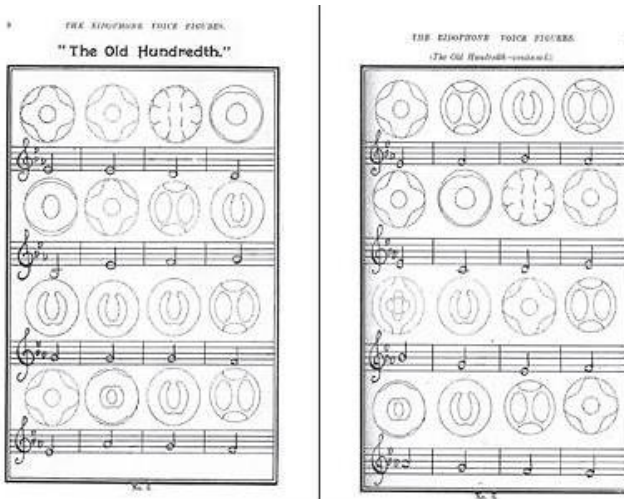 THE EIDOPHONE VOICE FIGURES.
"The Old Hundredth."
THE EIDOPHONE VOICE FIGURES.
(The Old Hundredth—continued.)